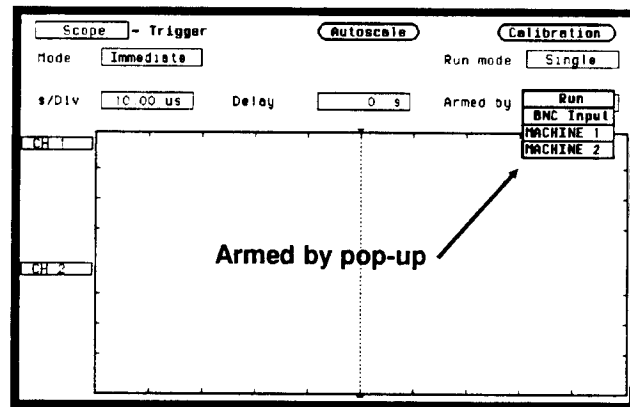 Scope - Trigger Autoscale Calibration
Mode Immediate Run mode Single
s/Div 10.00 us Delay 0 s Armed by Run
BNC Input
MACHINE 1
MACHINE 2
CH 1
Armed by pop-up
CH 2